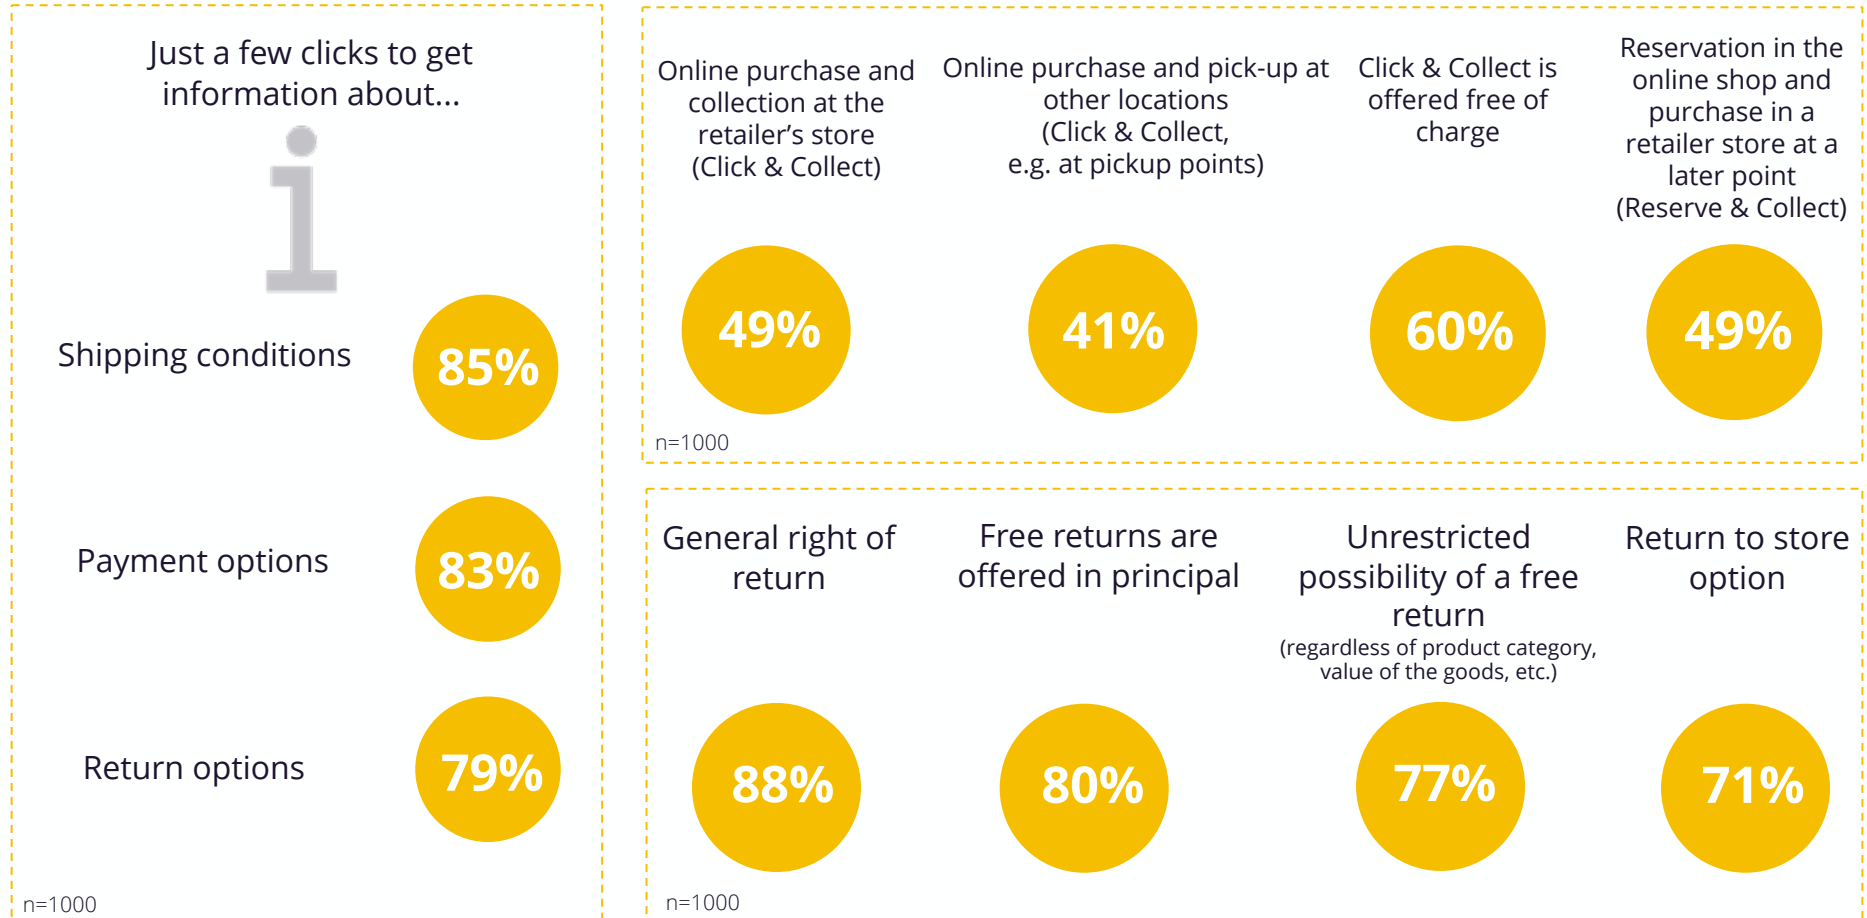 Just a few clicks to get
information about...
Shipping conditions
85%
Payment options
83%
Return options
79%
n=1000
Online purchase and
collection at the
retailer’s store
(Click & Collect)
49%
Online purchase and pick-up at
other locations
(Click & Collect,
e.g. at pickup points)
41%
Click & Collect is
offered free of
charge
60%
Reservation in the
online shop and
purchase in a
retailer store at a
later point
(Reserve & Collect)
49%
n=1000
General right of
return
88%
Free returns are
offered in principal
80%
Unrestricted
possibility of a free
return
(regardless of product category,
value of the goods, etc.)
77%
Return to store
option
71%
n=1000